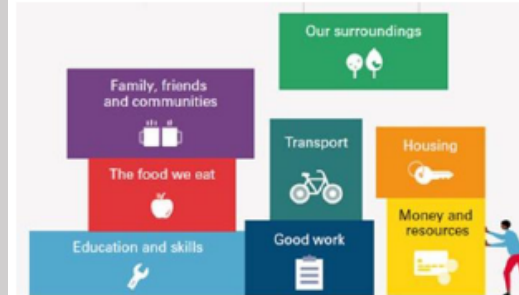 Our surroundings
Family, friends
and communities
Transport
Housing
The food we eat
Money and
resources
Education and skills
Good work